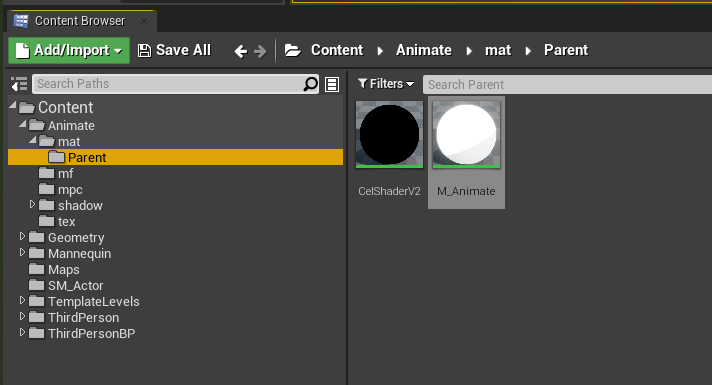 Content Browser
Add/Import
Save All
Content
Animate
mat
Parent
Search Paths
Filters
Search Parent
Content
Animate
mat
Parent
mf
mpc
shadow
tex
Geometry
Mannequin
Maps
SM_Actor
TemplateLevels
ThirdPerson
ThirdPersonBP
CelShaderV2
M_Animate